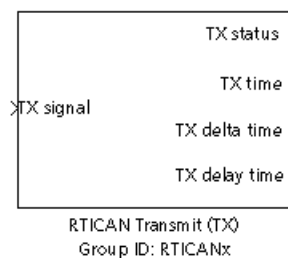 TX status
TX time
TX signal
TX delta time
TX delay time
RTICAN Transmit (TX)
Group ID: RTICANx